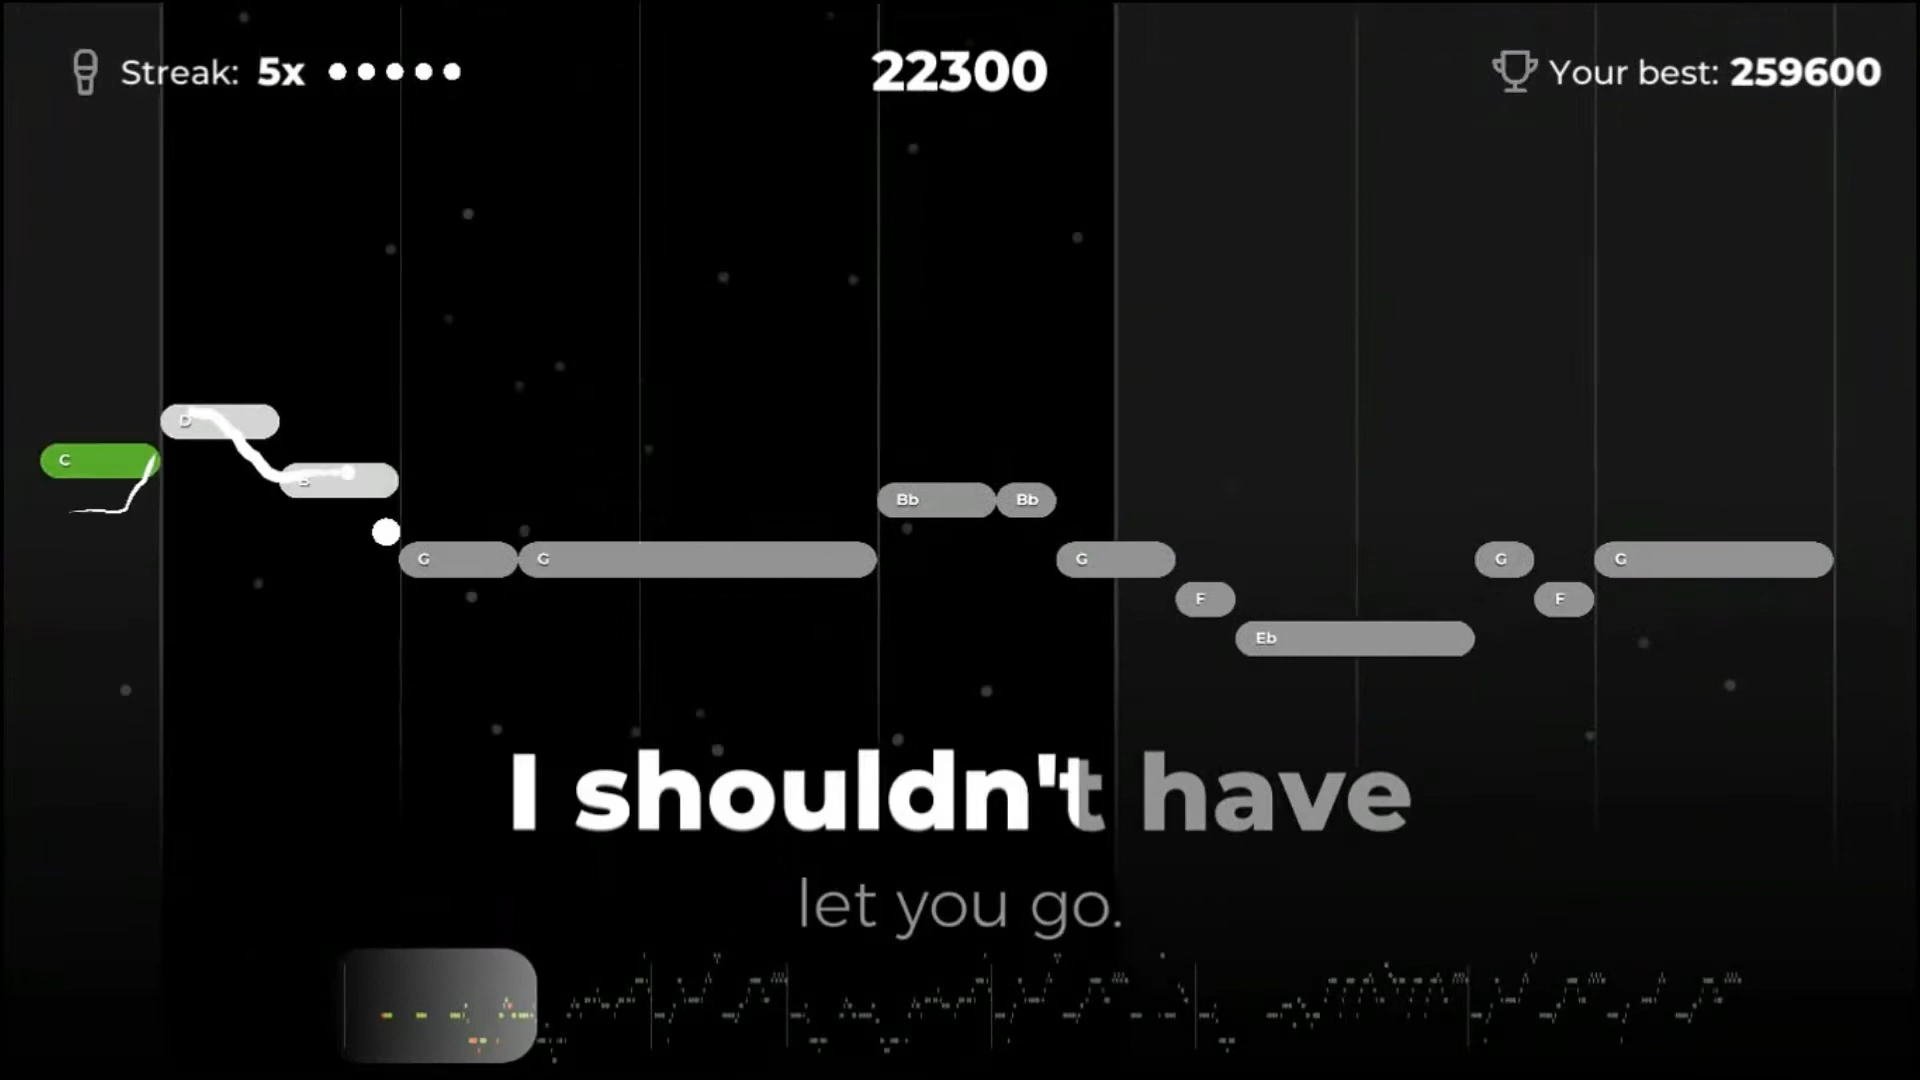 Streak: 5x
22300
Your best: 259600
D
C
B
Bb Bb
G G G G G
F F
Eb
I shouldn't have
let you go.